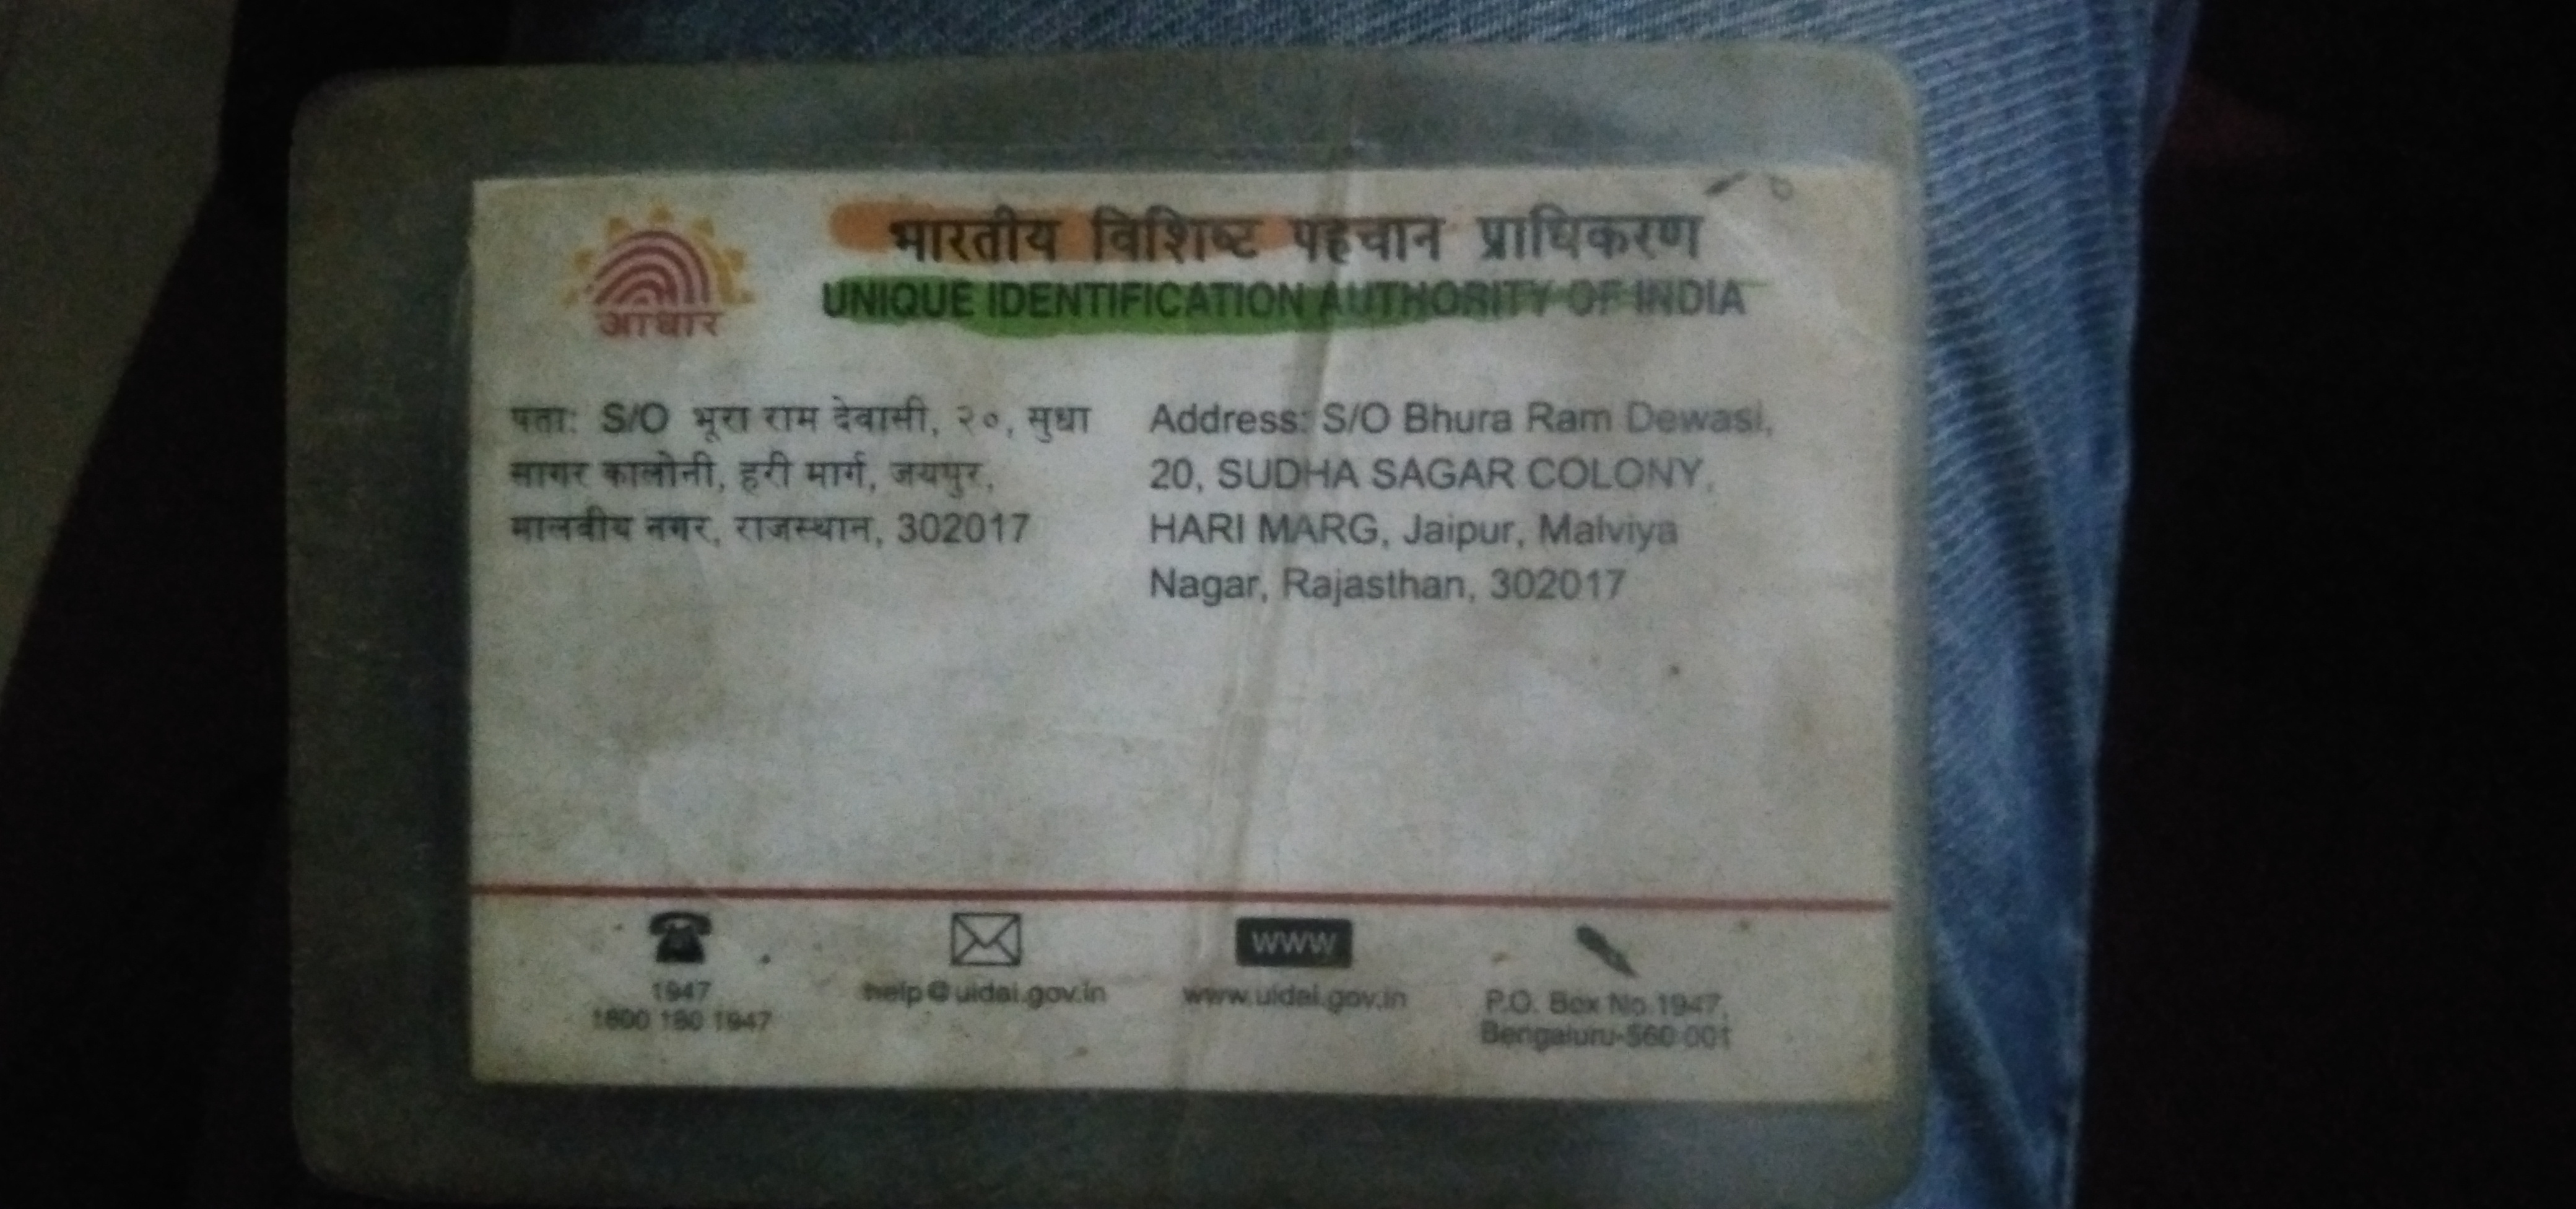 आधार
भारतीय विशिष्ट पहचान प्राधिकरण
UNIQUE IDENTIFICATION AUTHORITY OF INDIA
पता: S/O भूरा राम देवासी, २०, सुधा
सागर कालोनी, हरी मार्ग, जयपुर,
मालवीय नगर, राजस्थान, 302017
Address: S/O Bhura Ram Dewasi,
20, SUDHA SAGAR COLONY,
HARI MARG, Jaipur, Malviya
Nagar, Rajasthan, 302017
1947
1800 180 1947
help@uidai.gov.in
WWW
www.uidai.gov.in
P.O. Box No.1947,
Bengaluru-560 001